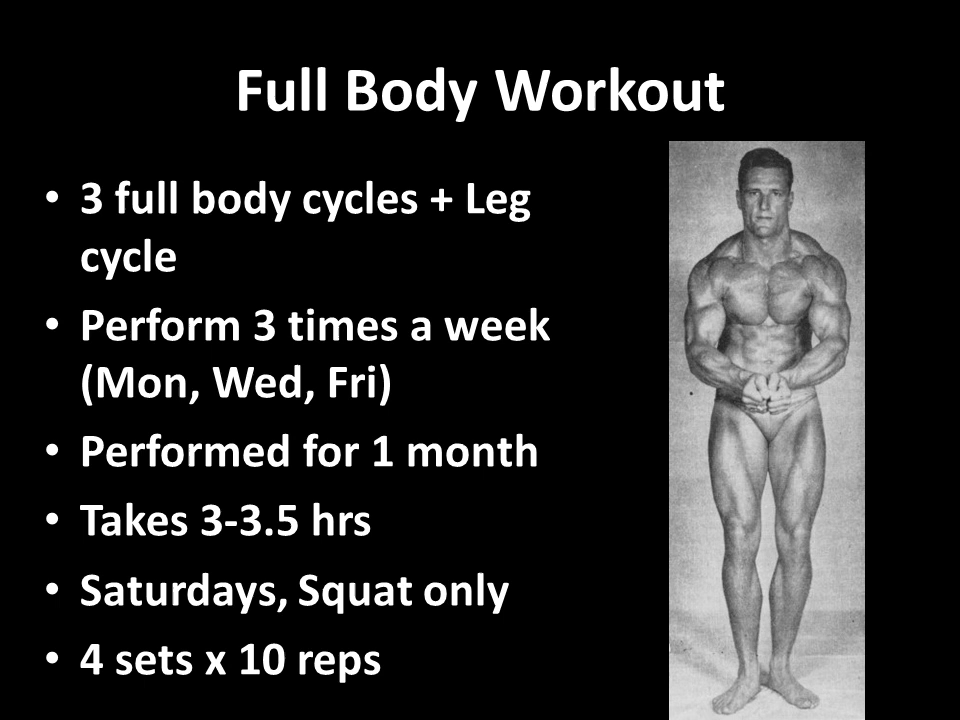 Full Body Workout
• 3 full body cycles + Leg
cycle
• Perform 3 times a week
(Mon, Wed, Fri)
• Performed for 1 month
• Takes 3-3.5 hrs
• Saturdays, Squat only
• 4 sets x 10 reps